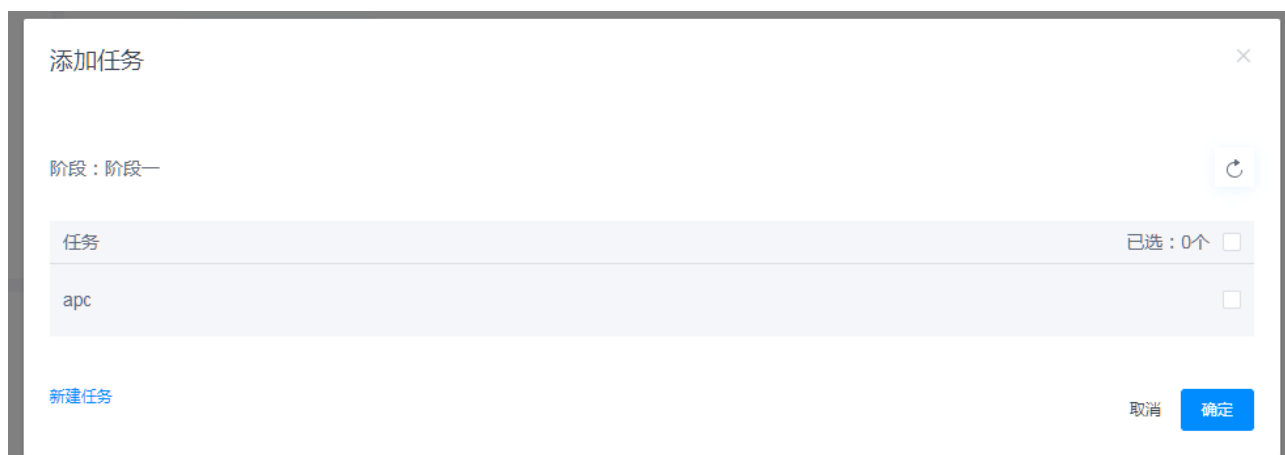 添加任务
阶段：阶段一
任务 已选：0个
apc
新建任务
取消 确定